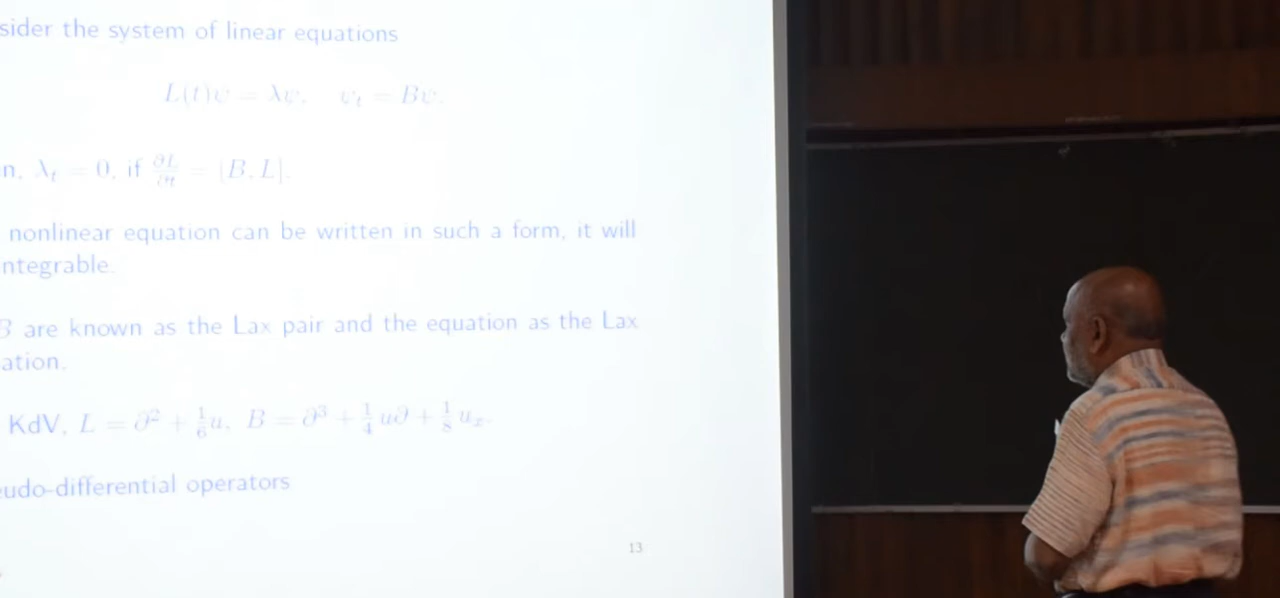 sider the system of linear equations
L(t)ψ = λψ, ψ_t = Bψ.
n, λ_t = 0, if ∂L/∂t = [B, L].
nonlinear equation can be written in such a form, it will
ntegrable.
B are known as the Lax pair and the equation as the Lax
ation.
KdV, L = ∂² + 1/6 u, B = ∂³ + 1/4 u∂ + 1/8 u_x.
udo-differential operators
13